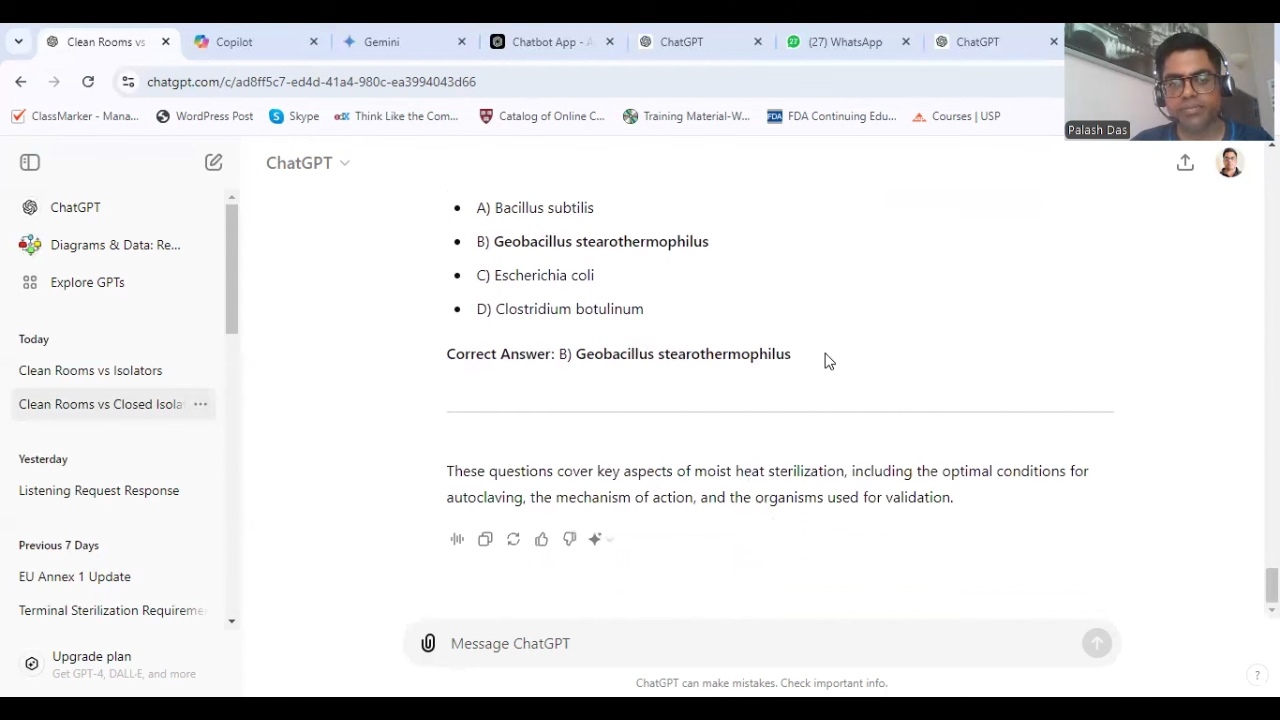 Clean Rooms vs
Copilot
Gemini
Chatbot App - A
ChatGPT
(27) WhatsApp
ChatGPT
chatgpt.com/c/ad8ff5c7-ed4d-41a4-980c-ea3994043d66
ClassMarker - Mana...
WordPress Post
Skype
edX Think Like the Com...
Catalog of Online C...
Training Material-W...
FDA FDA Continuing Edu...
Courses | USP
Palash Das
ChatGPT
ChatGPT
Diagrams & Data: Re...
Explore GPTs
Today
Clean Rooms vs Isolators
Clean Rooms vs Closed Isola
Yesterday
Listening Request Response
Previous 7 Days
EU Annex 1 Update
Terminal Sterilization Requireme
Upgrade plan
Get GPT-4, DALL·E, and more
• A) Bacillus subtilis
• B) Geobacillus stearothermophilus
• C) Escherichia coli
• D) Clostridium botulinum
Correct Answer: B) Geobacillus stearothermophilus
These questions cover key aspects of moist heat sterilization, including the optimal conditions for
autoclaving, the mechanism of action, and the organisms used for validation.
Message ChatGPT
ChatGPT can make mistakes. Check important info.
?